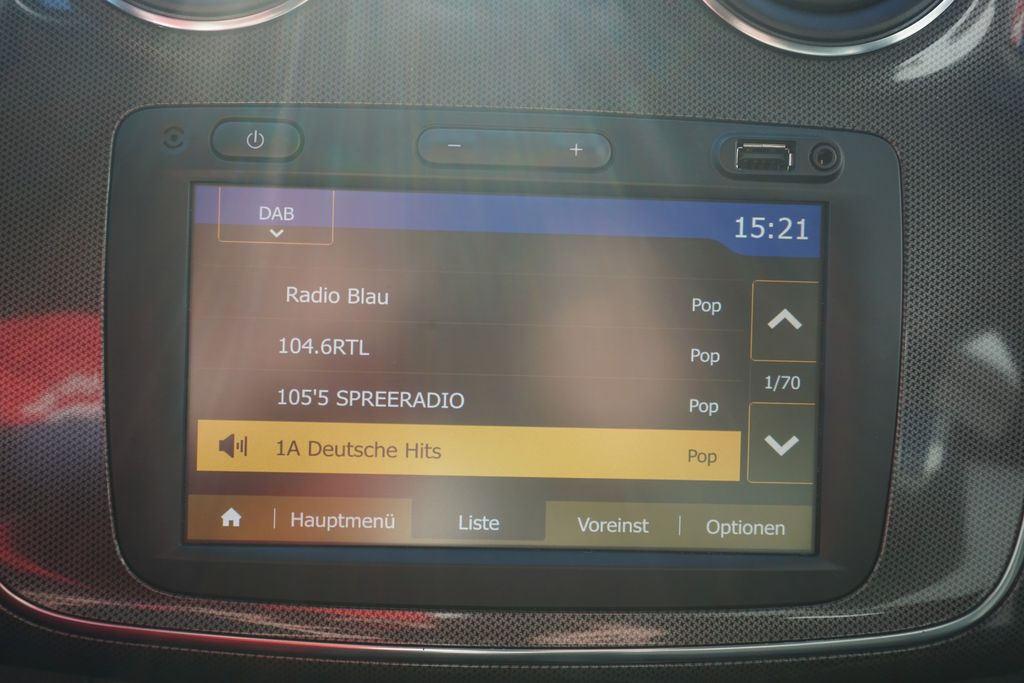 DAB
15:21
Radio Blau Pop
104.6RTL Pop
1/70
105'5 SPREERADIO Pop
1A Deutsche Hits Pop
Hauptmenü Liste Voreinst Optionen